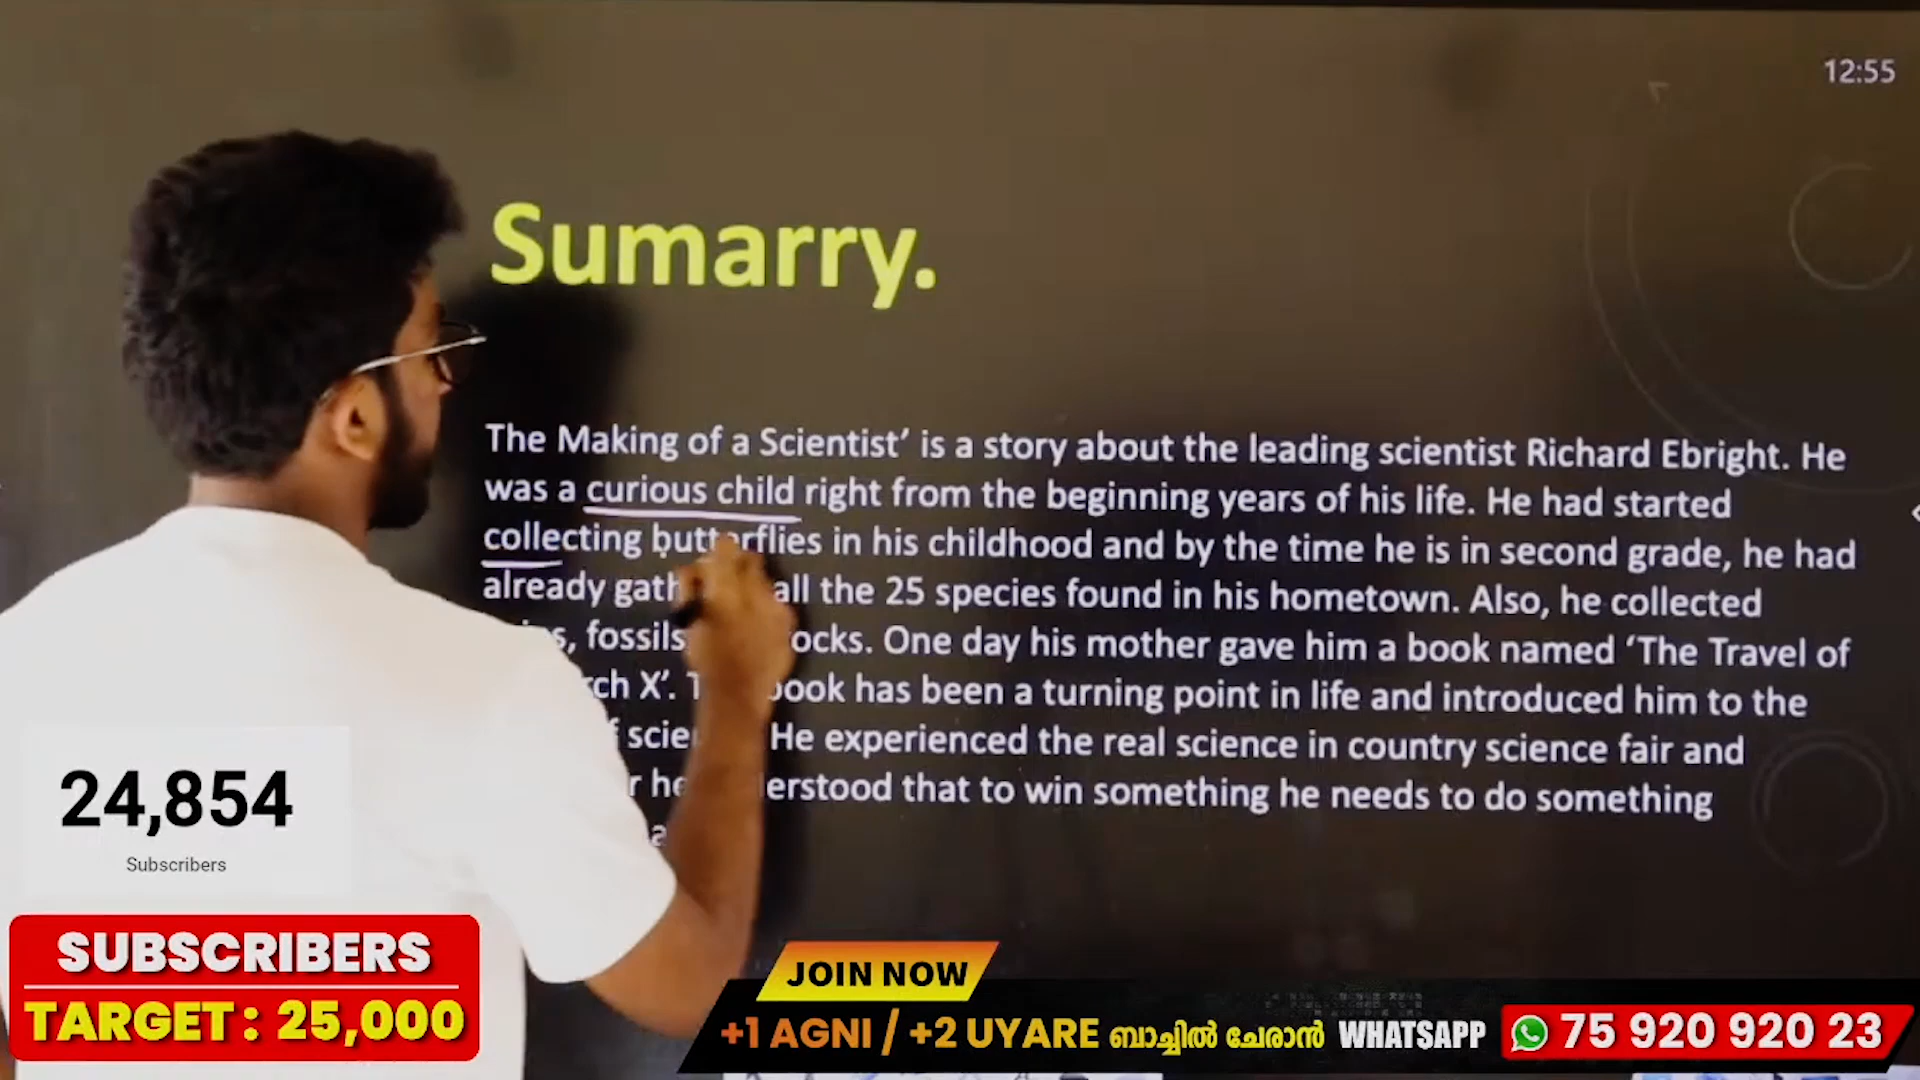 12:55
Sumarry.
The Making of a Scientist’ is a story about the leading scientist Richard Ebright. He
was a curious child right from the beginning years of his life. He had started
collecting butterflies in his childhood and by the time he is in second grade, he had
already gath all the 25 species found in his hometown. Also, he collected
fossils, ocks. One day his mother gave him a book named ‘The Travel of
ch X’. book has been a turning point in life and introduced him to the
scie He experienced the real science in country science fair and
he erstood that to win something he needs to do something
24,854
Subscribers
SUBSCRIBERS
TARGET : 25,000
JOIN NOW
+1 AGNI / +2 UYARE ബാച്ചിൽ ചേരാൻ WHATSAPP 75 920 920 23